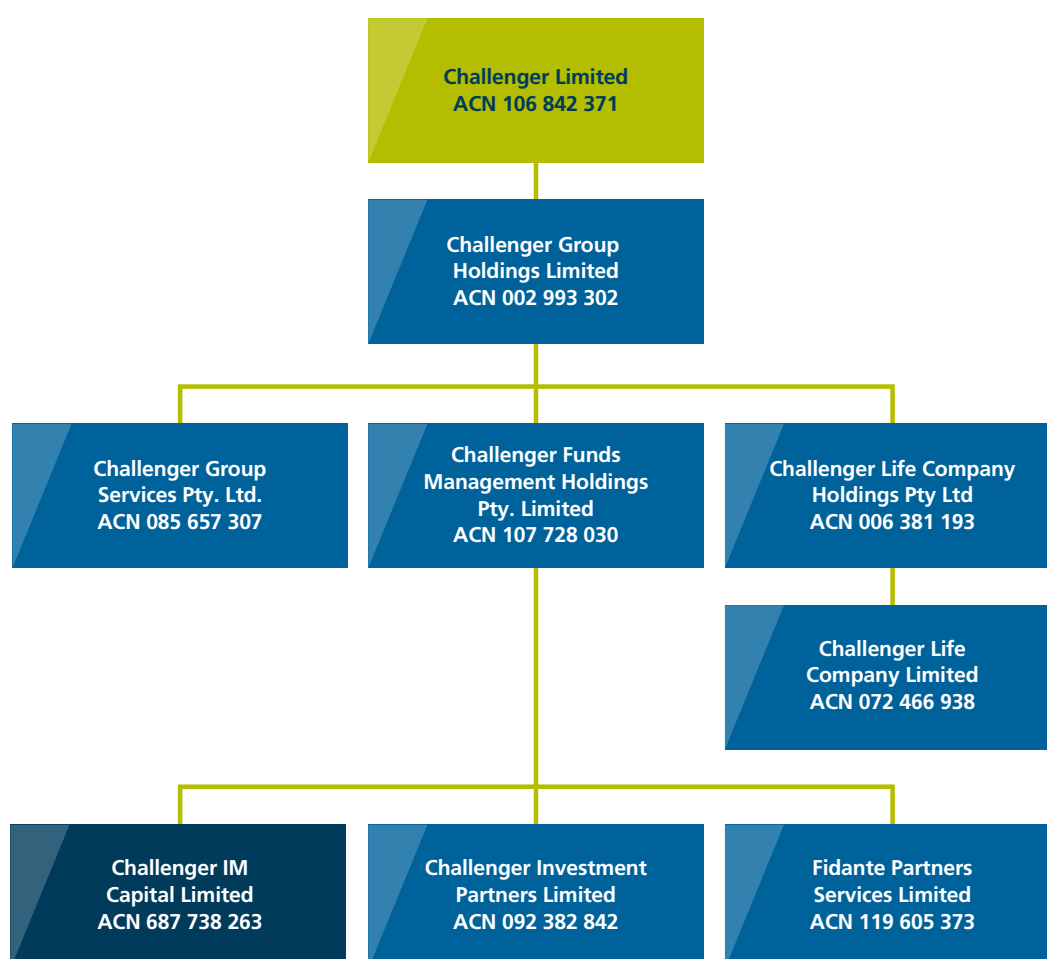 Challenger Limited
ACN 106 842 371
Challenger Group
Holdings Limited
ACN 002 993 302
Challenger Group
Services Pty. Ltd.
ACN 085 657 307
Challenger Funds
Management Holdings
Pty. Limited
ACN 107 728 030
Challenger Life Company
Holdings Pty Ltd
ACN 006 381 193
Challenger Life
Company Limited
ACN 072 466 938
Challenger IM
Capital Limited
ACN 687 738 263
Challenger Investment
Partners Limited
ACN 092 382 842
Fidante Partners
Services Limited
ACN 119 605 373